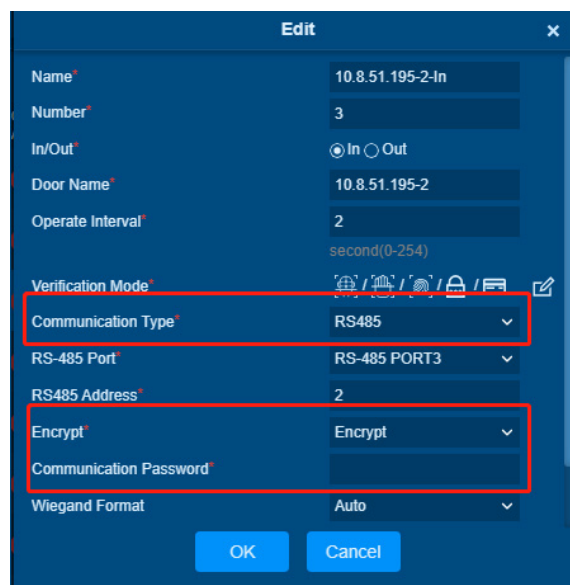 Edit ×
Name* 10.8.51.195-2-In
Number* 3
In/Out* In Out
Door Name* 10.8.51.195-2
Operate Interval* 2
second(0-254)
Verification Mode* / / / /
Communication Type* RS485
RS-485 Port* RS-485 PORT3
RS485 Address* 2
Encrypt* Encrypt
Communication Password*
Wiegand Format Auto
OK Cancel